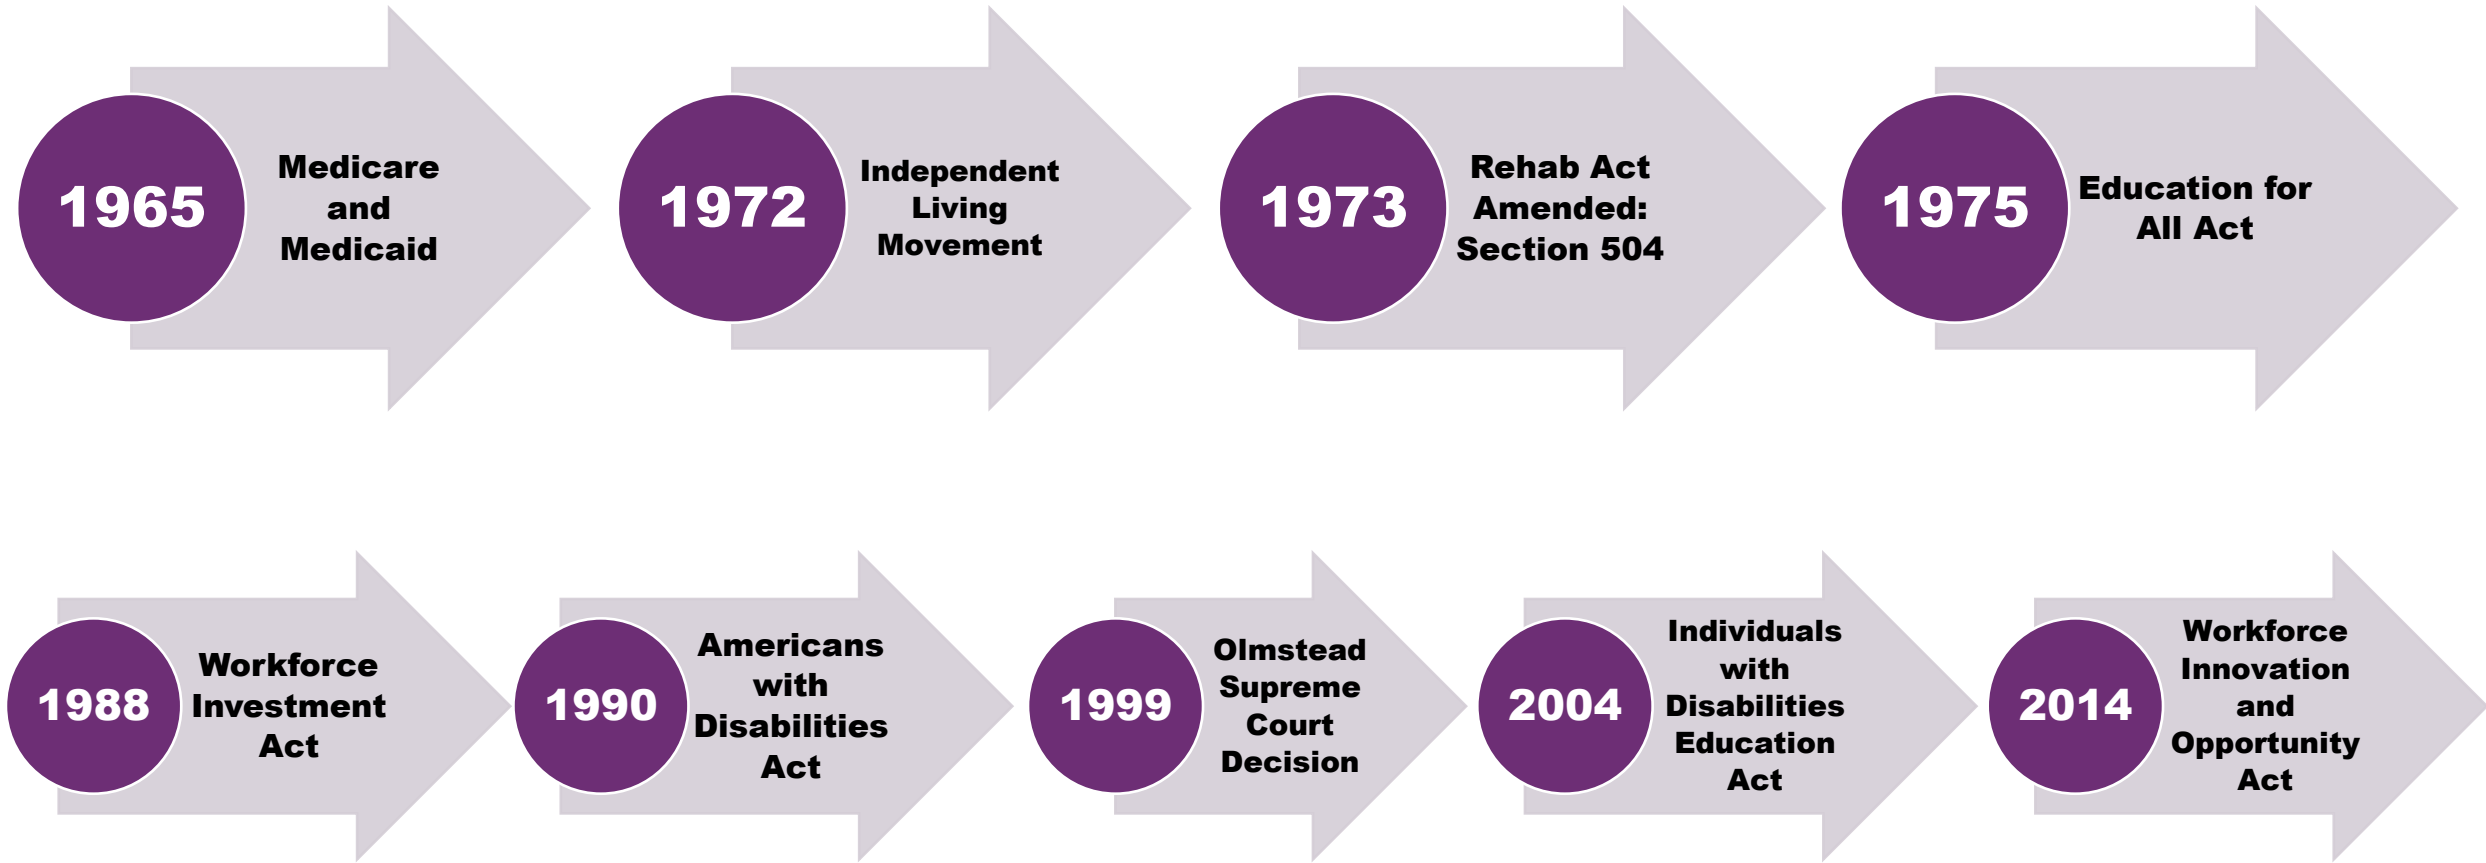 1965
Medicare
and
Medicaid
1972
Independent
Living
Movement
1973
Rehab Act
Amended:
Section 504
1975
Education for
All Act
1988
Workforce
Investment
Act
1990
Americans
with
Disabilities
Act
1999
Olmstead
Supreme
Court
Decision
2004
Individuals
with
Disabilities
Education
Act
2014
Workforce
Innovation
and
Opportunity
Act